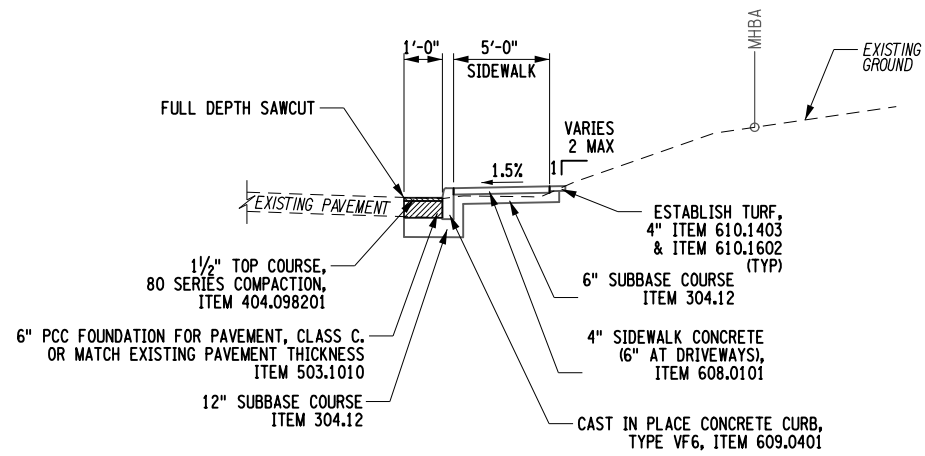 MHBA
1'-0"
5'-0"
SIDEWALK
EXISTING
GROUND
FULL DEPTH SAWCUT
VARIES
2 MAX
1
1.5%
EXISTING PAVEMENT
ESTABLISH TURF,
4" ITEM 610.1403
& ITEM 610.1602
(TYP)
1½" TOP COURSE,
80 SERIES COMPACTION,
ITEM 404.098201
6" SUBBASE COURSE
ITEM 304.12
6" PCC FOUNDATION FOR PAVEMENT, CLASS C.
OR MATCH EXISTING PAVEMENT THICKNESS
ITEM 503.1010
4" SIDEWALK CONCRETE
(6" AT DRIVEWAYS),
ITEM 608.0101
12" SUBBASE COURSE
ITEM 304.12
CAST IN PLACE CONCRETE CURB,
TYPE VF6, ITEM 609.0401